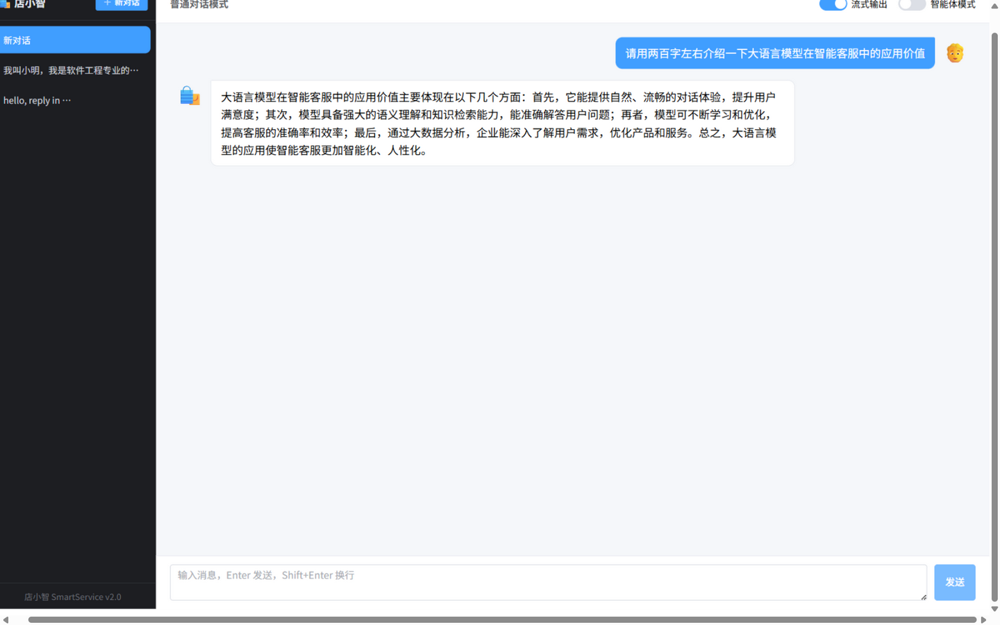 店小智
+ 新对话
新对话
我叫小明，我是软件工程专业的…
hello, reply in …
店小智 SmartService v2.0
普通对话模式
流式输出
智能体模式
请用两百字左右介绍一下大语言模型在智能客服中的应用价值
大语言模型在智能客服中的应用价值主要体现在以下几个方面：首先，它能提供自然、流畅的对话体验，提升用户
满意度；其次，模型具备强大的语义理解和知识检索能力，能准确解答用户问题；再者，模型可不断学习和优化，
提高客服的准确率和效率；最后，通过大数据分析，企业能深入了解用户需求，优化产品和服务。总之，大语言模
型的应用使智能客服更加智能化、人性化。
输入消息，Enter 发送，Shift+Enter 换行
发送